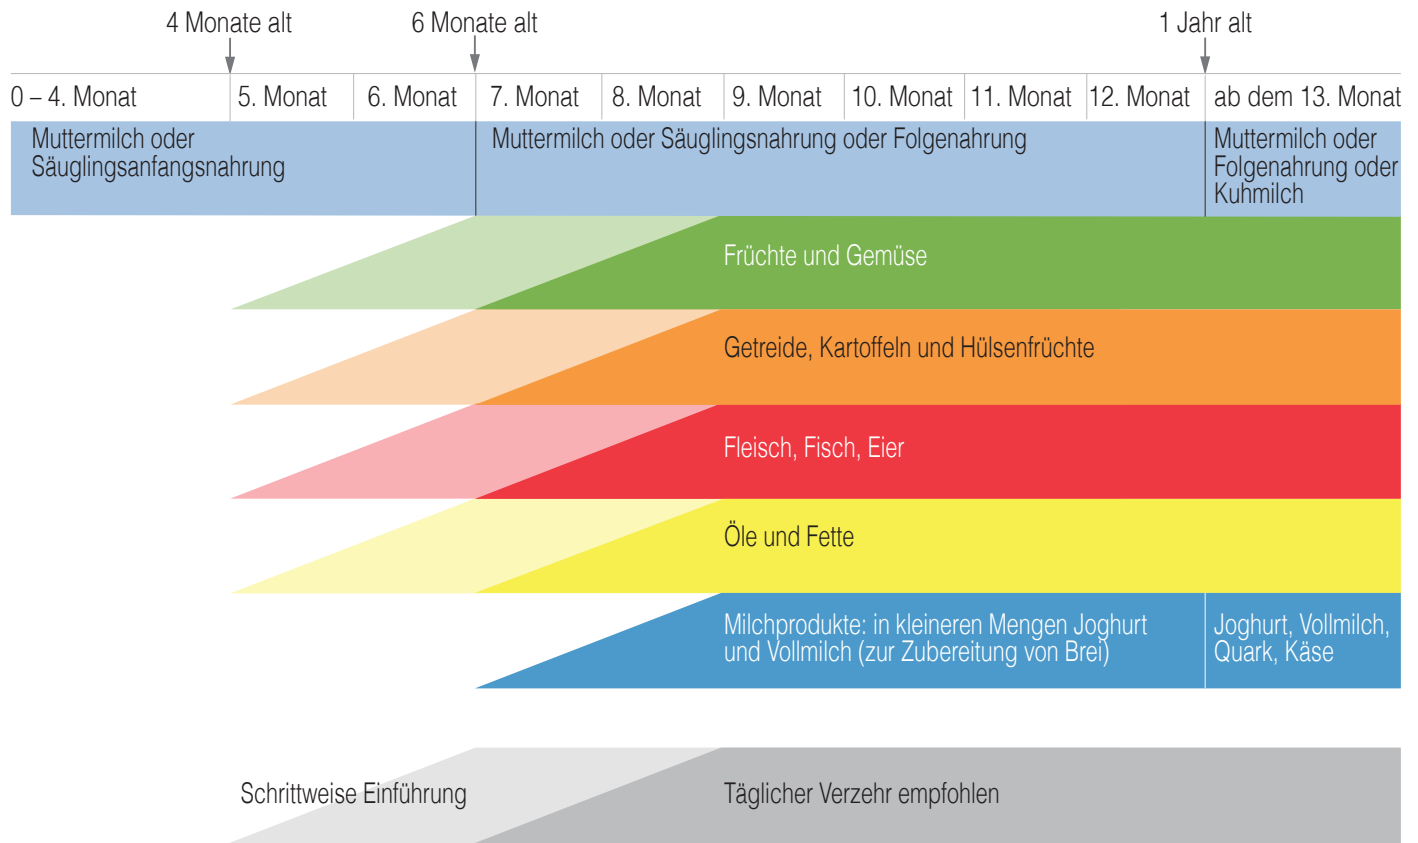 4 Monate alt
6 Monate alt
1 Jahr alt
0 – 4. Monat
5. Monat
6. Monat
7. Monat
8. Monat
9. Monat
10. Monat
11. Monat
12. Monat
ab dem 13. Monat
Muttermilch oder
Säuglingsanfangsnahrung
Muttermilch oder Säuglingsnahrung oder Folgenahrung
Muttermilch oder
Folgenahrung oder
Kuhmilch
Früchte und Gemüse
Getreide, Kartoffeln und Hülsenfrüchte
Fleisch, Fisch, Eier
Öle und Fette
Milchprodukte: in kleineren Mengen Joghurt
und Vollmilch (zur Zubereitung von Brei)
Joghurt, Vollmilch,
Quark, Käse
Schrittweise Einführung
Täglicher Verzehr empfohlen